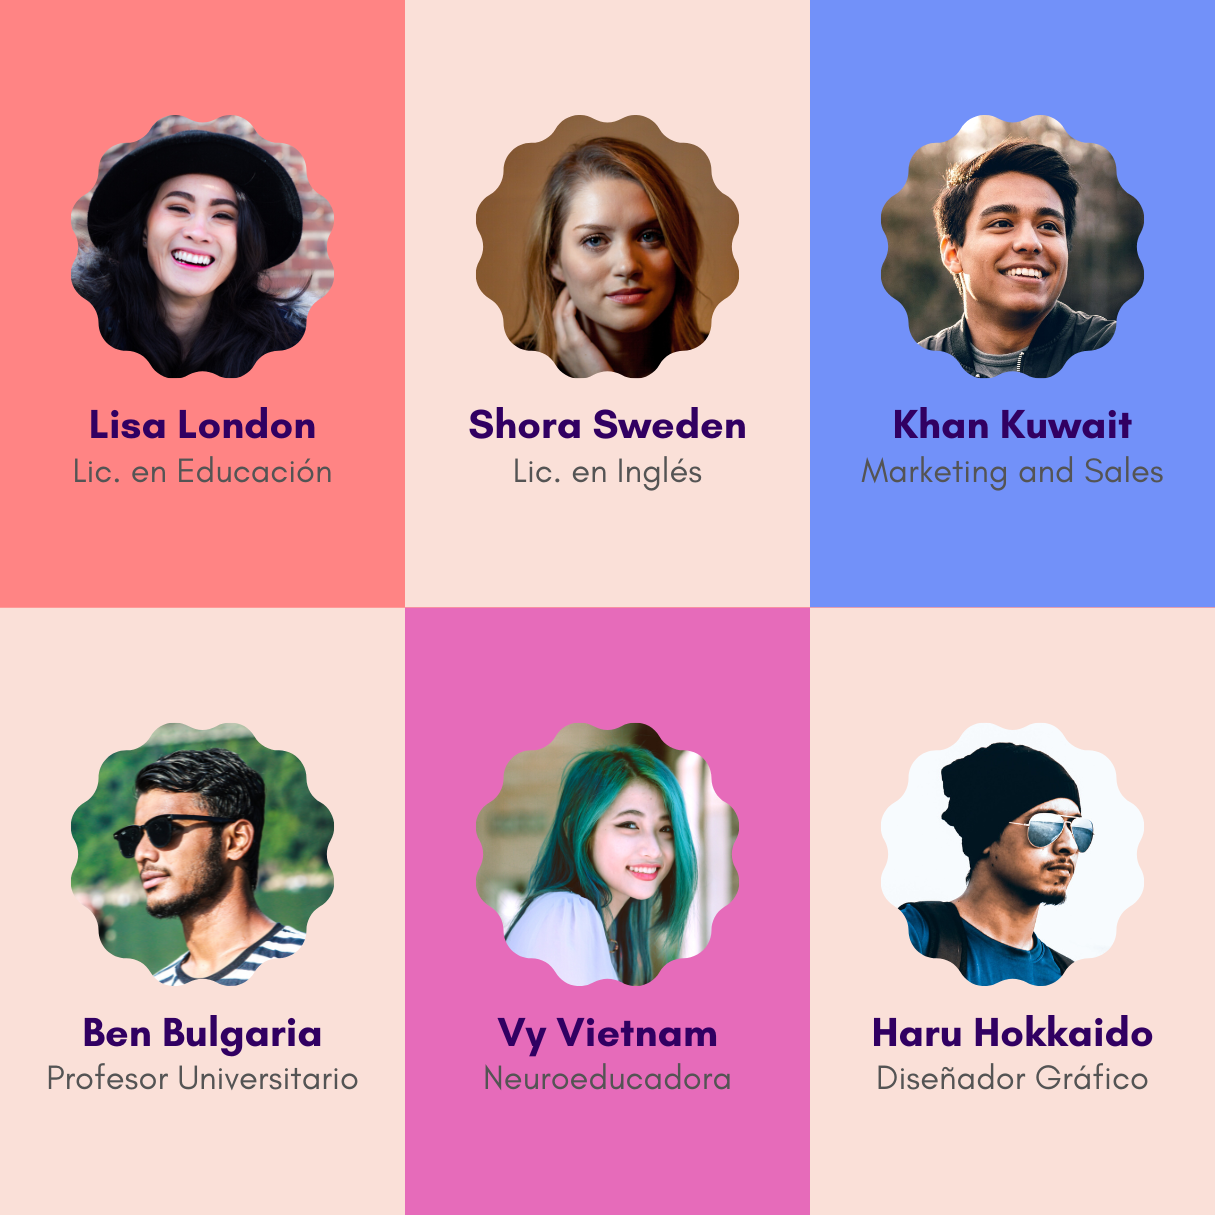 Lisa London
Lic. en Educación
Shora Sweden
Lic. en Inglés
Khan Kuwait
Marketing and Sales
Ben Bulgaria
Profesor Universitario
Vy Vietnam
Neuroeducadora
Haru Hokkaido
Diseñador Gráfico